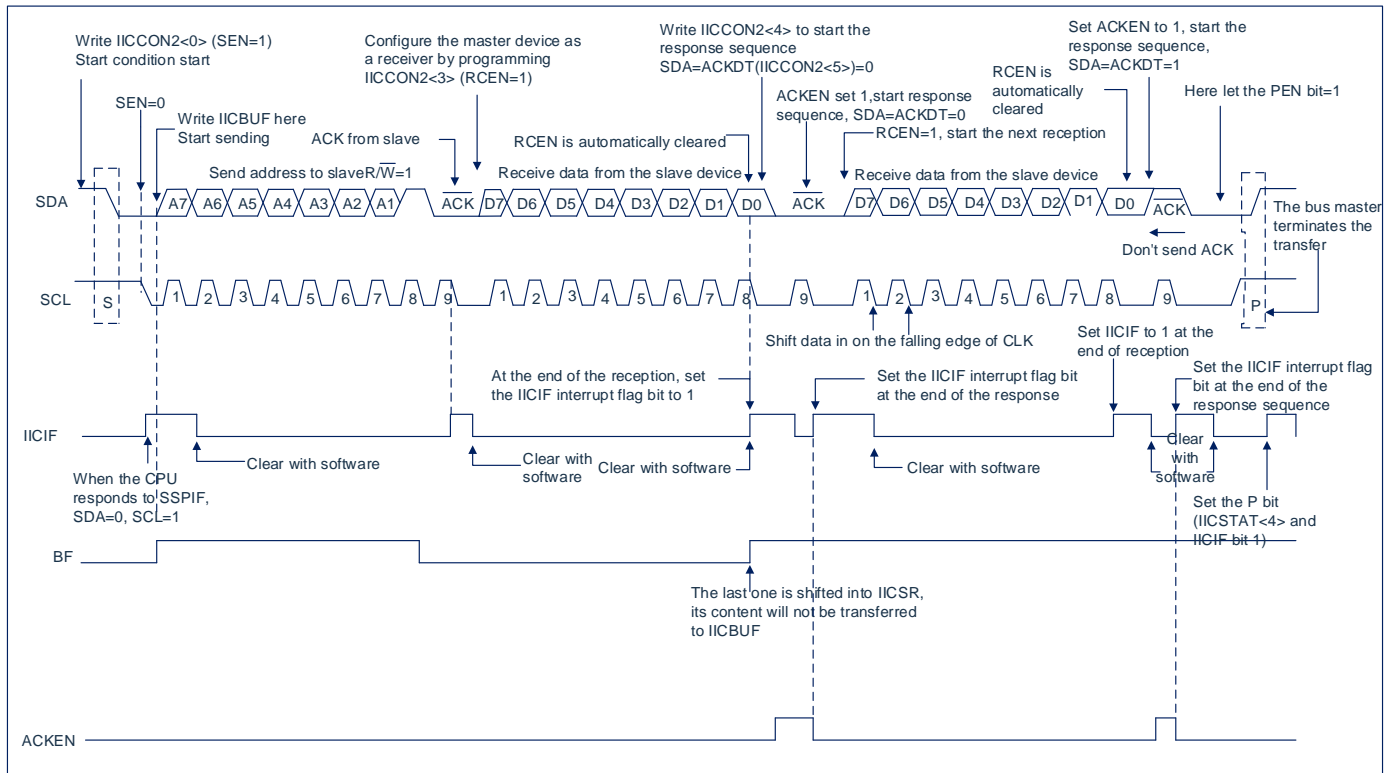 Write IICCON2<0> (SEN=1)
Start condition start
SEN=0
Write IICBUF here
Start sending
Configure the master device as
a receiver by programming
IICCON2<3> (RCEN=1)
ACK from slave
Write IICCON2<4> to start the
response sequence
SDA=ACKDT(IICCON2<5>)=0
ACKEN set 1,start response
sequence, SDA=ACKDT=0
RCEN is automatically cleared
RCEN=1, start the next reception
RCEN is
automatically
cleared
Set ACKEN to 1, start the
response sequence,
SDA=ACKDT=1
Here let the PEN bit=1
Send address to slaveR/W=1
Receive data from the slave device
Receive data from the slave device
SDA
A7 A6 A5 A4 A3 A2 A1 ACK D7 D6 D5 D4 D3 D2 D1 D0 ACK D7 D6 D5 D4 D3 D2 D1 D0 ACK
The bus master
terminates the
transfer
Don't send ACK
SCL
S 1 2 3 4 5 6 7 8 9 1 2 3 4 5 6 7 8 9 1 2 3 4 5 6 7 8 9 P
Shift data in on the falling edge of CLK
At the end of the reception, set
the IICIF interrupt flag bit to 1
Set the IICIF interrupt flag bit
at the end of the response
Set IICIF to 1 at the
end of reception
Set the IICIF interrupt flag
bit at the end of the
response sequence
IICIF
When the CPU
responds to SSPIF,
SDA=0, SCL=1
Clear with software
Clear with
software
Clear with software
Clear with software
Clear
with
software
Set the P bit
(IICSTAT<4> and
IICIF bit 1)
BF
The last one is shifted into IICSR,
its content will not be transferred
to IICBUF
ACKEN